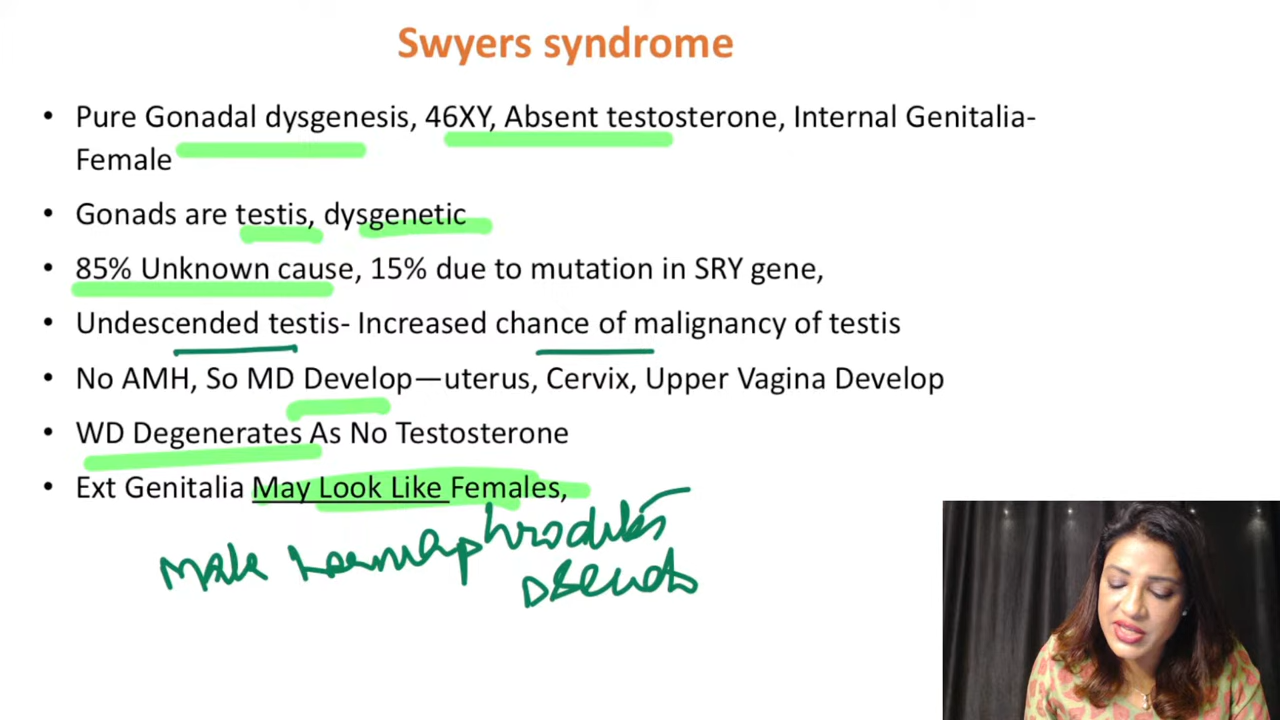 Swyers syndrome
• Pure Gonadal dysgenesis, 46XY, Absent testosterone, Internal Genitalia-
Female
• Gonads are testis, dysgenetic
• 85% Unknown cause, 15% due to mutation in SRY gene,
• Undescended testis- Increased chance of malignancy of testis
• No AMH, So MD Develop—uterus, Cervix, Upper Vagina Develop
• WD Degenerates As No Testosterone
• Ext Genitalia May Look Like Females,
Male
pseudo